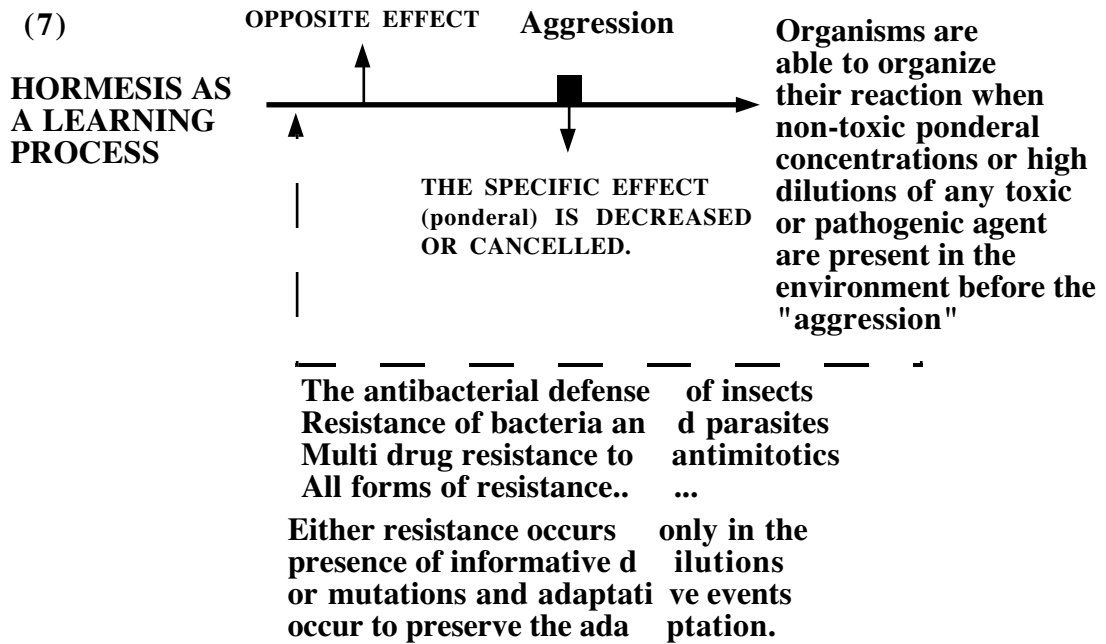 (7)
HORMESIS AS
A LEARNING
PROCESS
OPPOSITE EFFECT
Aggression
THE SPECIFIC EFFECT
(ponderal) IS DECREASED
OR CANCELLED.
Organisms are
able to organize
their reaction when
non-toxic ponderal
concentrations or high
dilutions of any toxic
or pathogenic agent
are present in the
environment before the
"aggression"
The antibacterial defense of insects
Resistance of bacteria an d parasites
Multi drug resistance to antimitotics
All forms of resistance.. ...
Either resistance occurs only in the
presence of informative d ilutions
or mutations and adaptati ve events
occur to preserve the ada ptation.